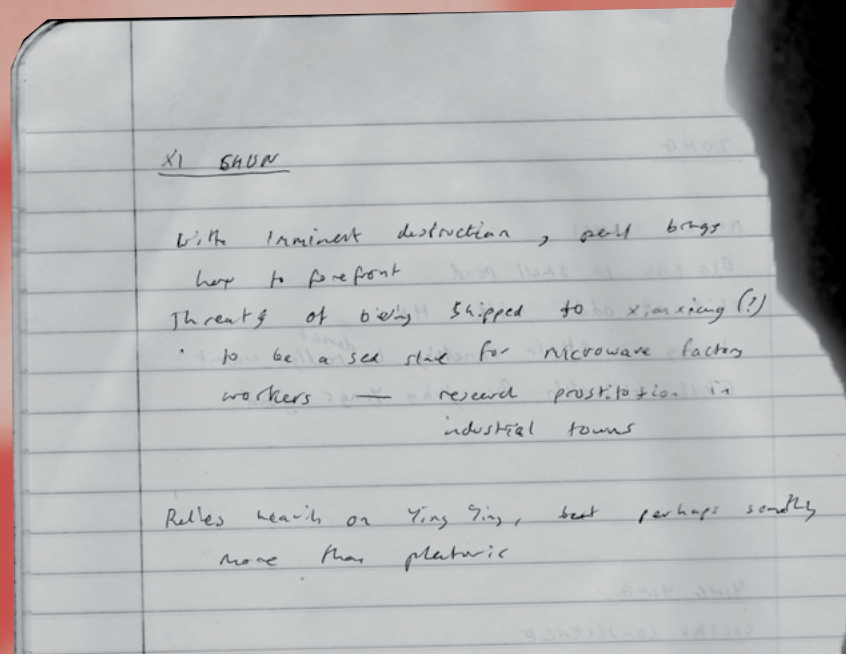 XI SHUN
With imminent destruction, peril brings
her to forefront
Threats of being shipped to xianxiang (?)
to be a sex slave for microwave factory
workers — research prostitution in
industrial towns
Relies heavily on Ying Ying, but perhaps
more than platonic